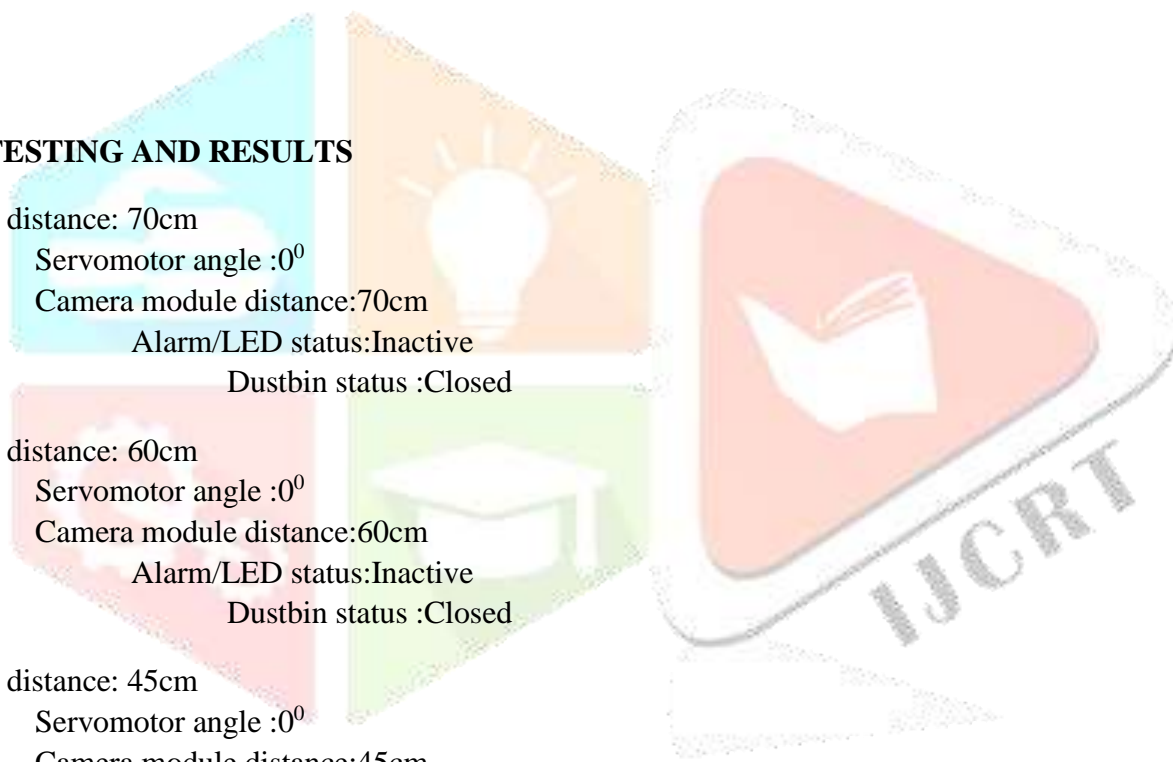 TESTING AND RESULTS
distance: 70cm
Servomotor angle :0⁰
Camera module distance:70cm
Alarm/LED status:Inactive
Dustbin status :Closed
distance: 60cm
Servomotor angle :0⁰
Camera module distance:60cm
Alarm/LED status:Inactive
Dustbin status :Closed
distance: 45cm
Servomotor angle :0⁰
Camera module distance:45cm
IJCRT